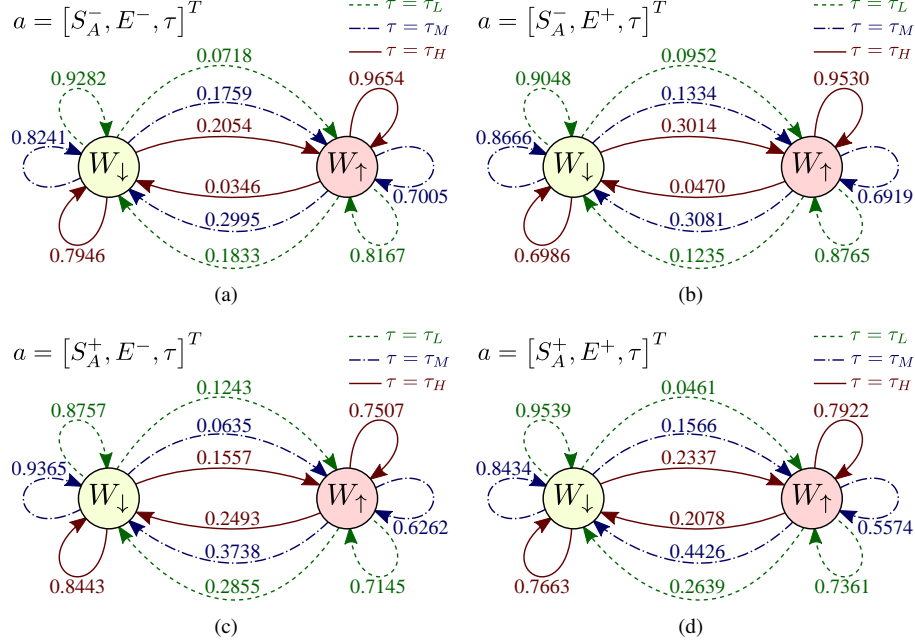 a = [S_A^-, E^-, τ]^T
τ = τ_L
τ = τ_M
τ = τ_H
0.0718
0.9282
0.9654
0.1759
0.8241
0.2054
W↓
W↑
0.0346
0.7005
0.2995
0.7946
0.1833
0.8167
(a)
a = [S_A^-, E^+, τ]^T
τ = τ_L
τ = τ_M
τ = τ_H
0.0952
0.9048
0.9530
0.1334
0.8666
0.3014
W↓
W↑
0.0470
0.6919
0.3081
0.6986
0.1235
0.8765
(b)
a = [S_A^+, E^-, τ]^T
τ = τ_L
τ = τ_M
τ = τ_H
0.1243
0.8757
0.7507
0.0635
0.9365
0.1557
W↓
W↑
0.2493
0.6262
0.3738
0.8443
0.2855
0.7145
(c)
a = [S_A^+, E^+, τ]^T
τ = τ_L
τ = τ_M
τ = τ_H
0.0461
0.9539
0.7922
0.1566
0.8434
0.2337
W↓
W↑
0.2078
0.5574
0.4426
0.7663
0.2639
0.7361
(d)